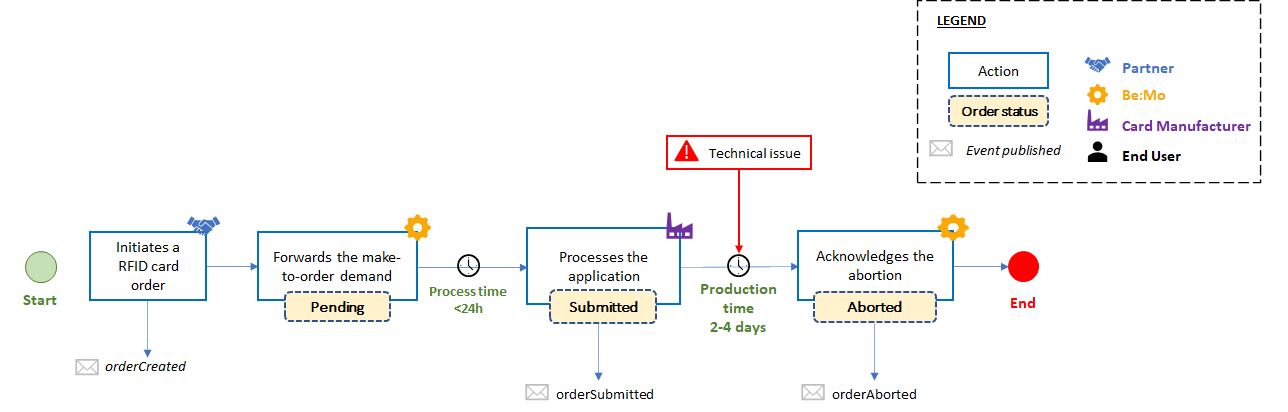 LEGEND
Action
Order status
Event published
Partner
Be:Mo
Card Manufacturer
End User
Technical issue
Start
Initiates a
RFID card
order
orderCreated
Forwards the make-
to-order demand
Pending
Process time
<24h
Processes the
application
Submitted
orderSubmitted
Production
time
2-4 days
Acknowledges the
abortion
Aborted
orderAborted
End